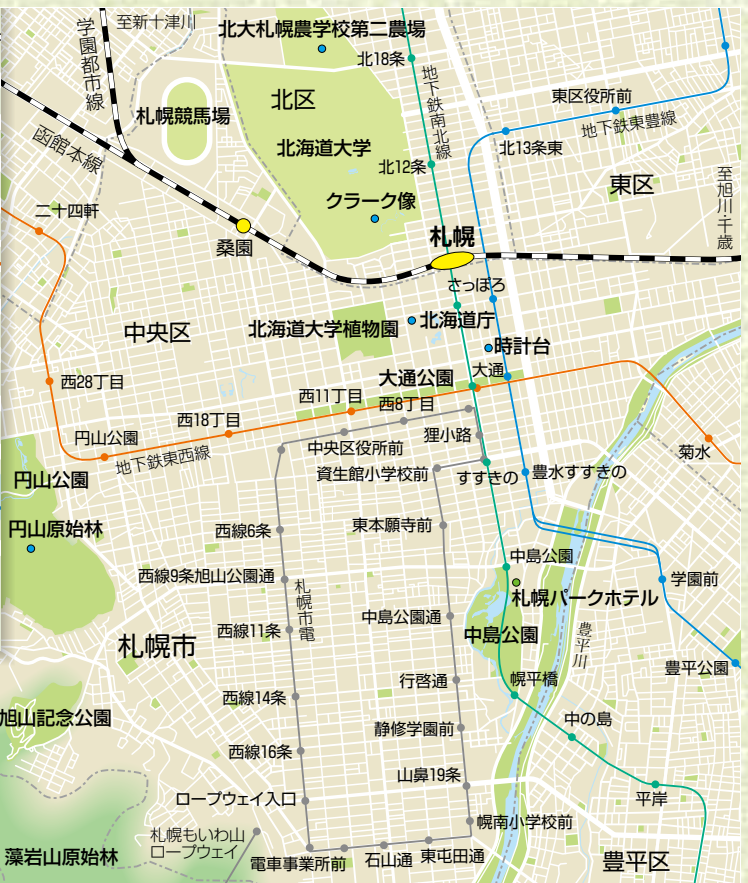 至新十津川
学園都市線
北大札幌農学校第二農場
北18条
地下鉄南北線
札幌競馬場
北区
東区役所前
地下鉄東豊線
函館本線
北海道大学
北13条東
北12条
東区
至旭川・千歳
クラーク像
二十四軒
桑園
札幌
さっぽろ
中央区
北海道大学植物園
北海道庁
時計台
大通公園
大通
西28丁目
西11丁目
西8丁目
西18丁目
円山公園
中央区役所前
狸小路
菊水
地下鉄東西線
資生館小学校前
すすきの
豊水すすきの
円山公園
円山原始林
西線6条
東本願寺前
中島公園
西線9条旭山公園通
札幌市電
学園前
札幌パークホテル
中島公園通
西線11条
中島公園
豊平川
札幌市
豊平公園
行啓通
幌平橋
西線14条
旭山記念公園
中の島
静修学園前
西線16条
山鼻19条
ロープウェイ入口
平岸
幌南小学校前
札幌もいわ山
ロープウェイ
藻岩山原始林
電車事業所前
石山通
東屯田通
豊平区